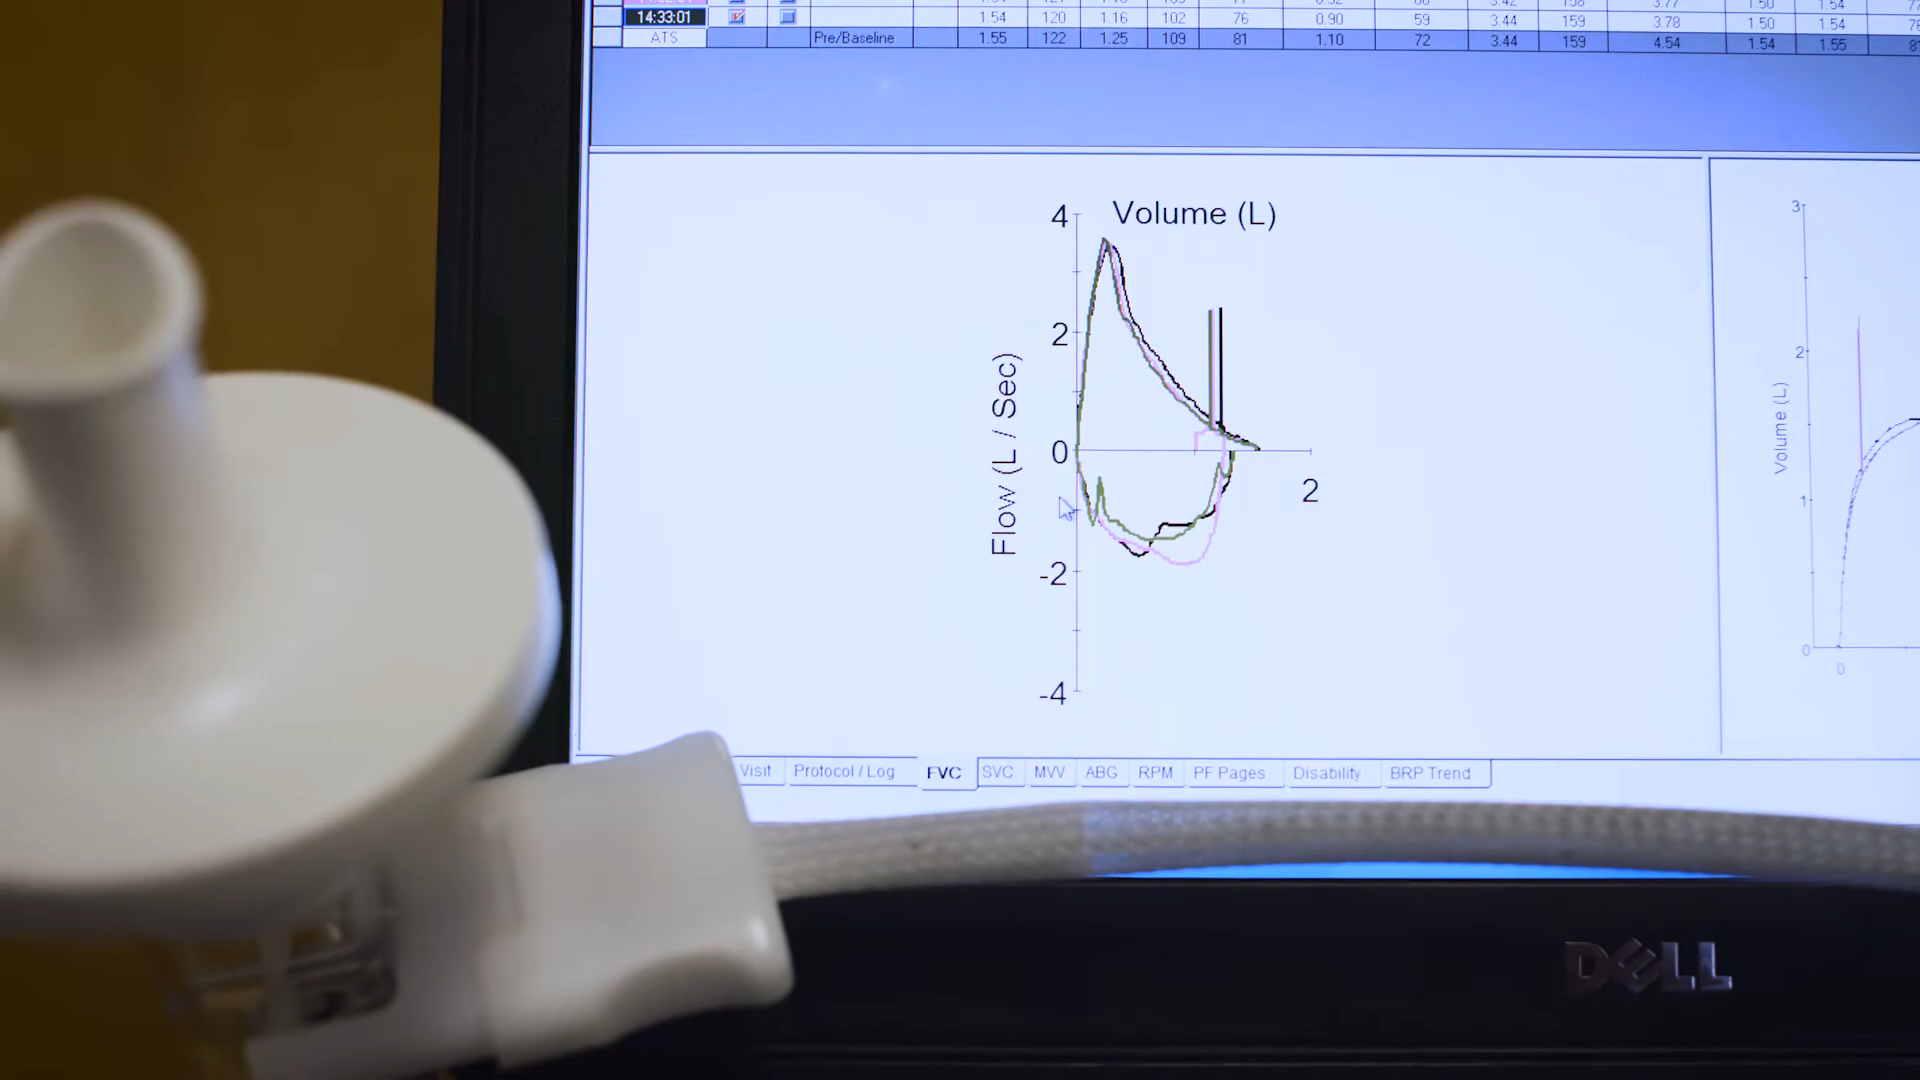 14:33:01 1.54 120 1.16 102 76 0.90 59 3.44 159 3.78 1.50 1.54
ATS Pre/Baseline 1.55 122 1.25 109 81 1.10 72 3.44 159 4.54 1.54 1.55
4 Volume (L)
2
0
2
-2
-4
Flow (L / Sec)
3
2
1
0
0
Volume (L)
Visit Protocol / Log FVC SVC MVV ABG RPM PF Pages Disability BRP Trend
DELL